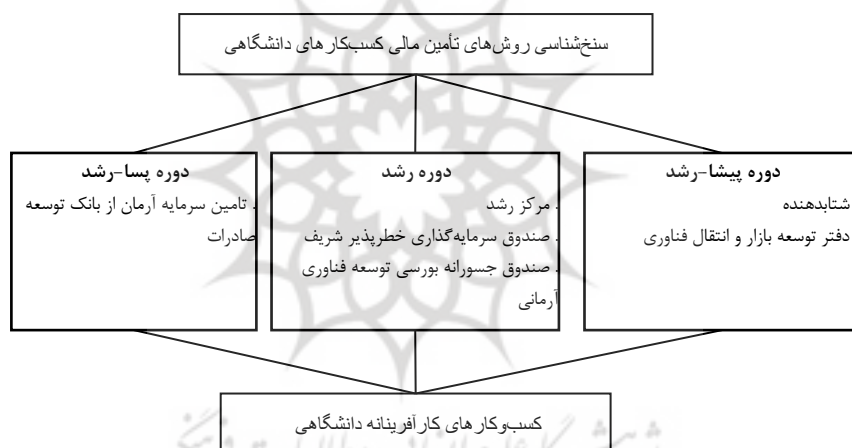 سنخ‌شناسی روش‌های تأمین مالی کسب‌کارهای دانشگاهی
دوره پیشا-رشد
شتابدهنده
دفتر توسعه بازار و انتقال فناوری
دوره رشد
. مرکز رشد
. صندوق سرمایه‌گذاری خطرپذیر شریف
. صندوق جسورانه بورسی توسعه فناوری
آرمانی
دوره پسا-رشد
. تامین سرمایه آرمان از بانک توسعه
صادرات
کسب‌وکارهای کارآفرینانه دانشگاهی